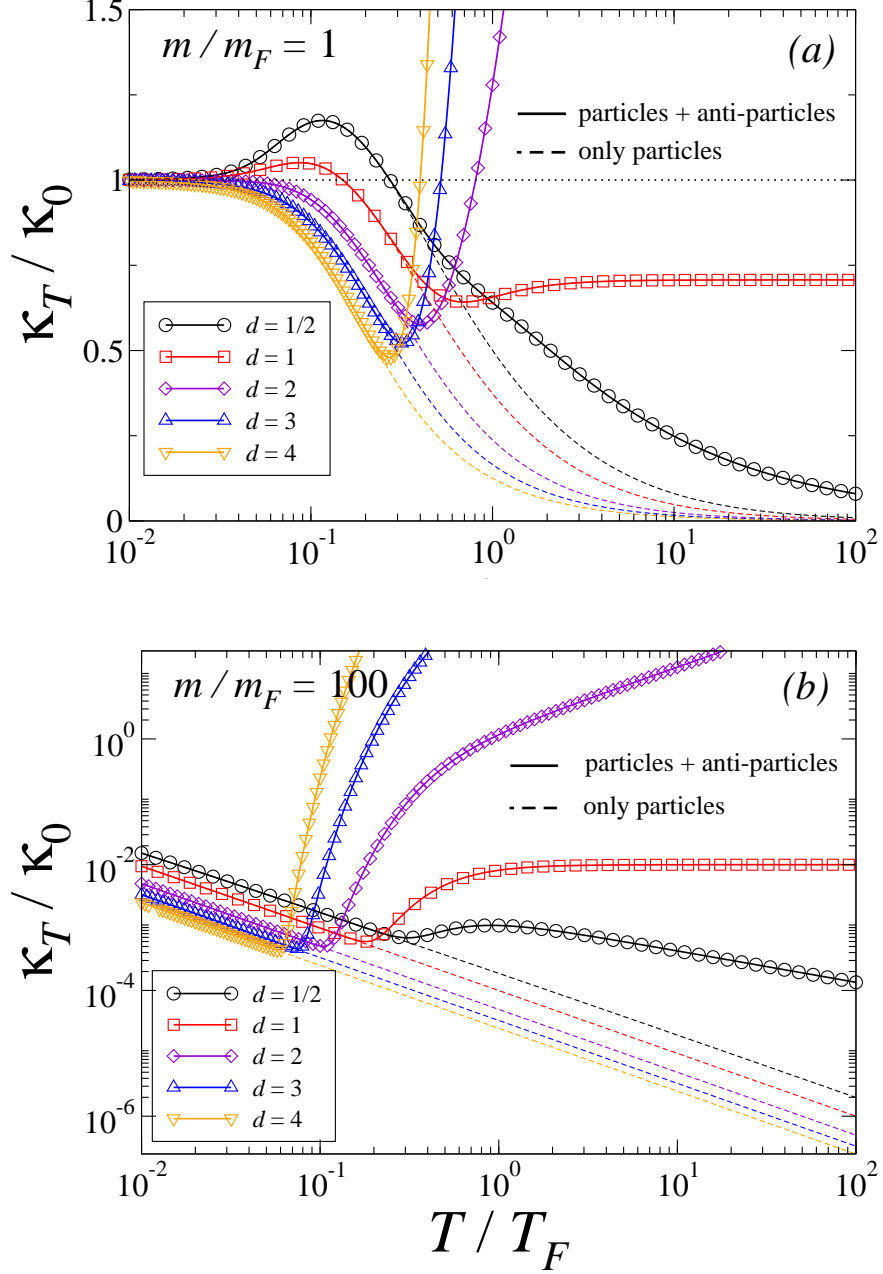 1.5
m / m_F = 1
(a)
particles + anti-particles
only particles
1
κ_T / κ_0
d = 1/2
d = 1
d = 2
d = 3
d = 4
0.5
0
10^-2
10^-1
10^0
10^1
10^2
m / m_F = 100
(b)
10^0
particles + anti-particles
only particles
10^-2
κ_T / κ_0
10^-4
d = 1/2
d = 1
d = 2
d = 3
d = 4
10^-6
10^-2
10^-1
10^0
10^1
10^2
T / T_F